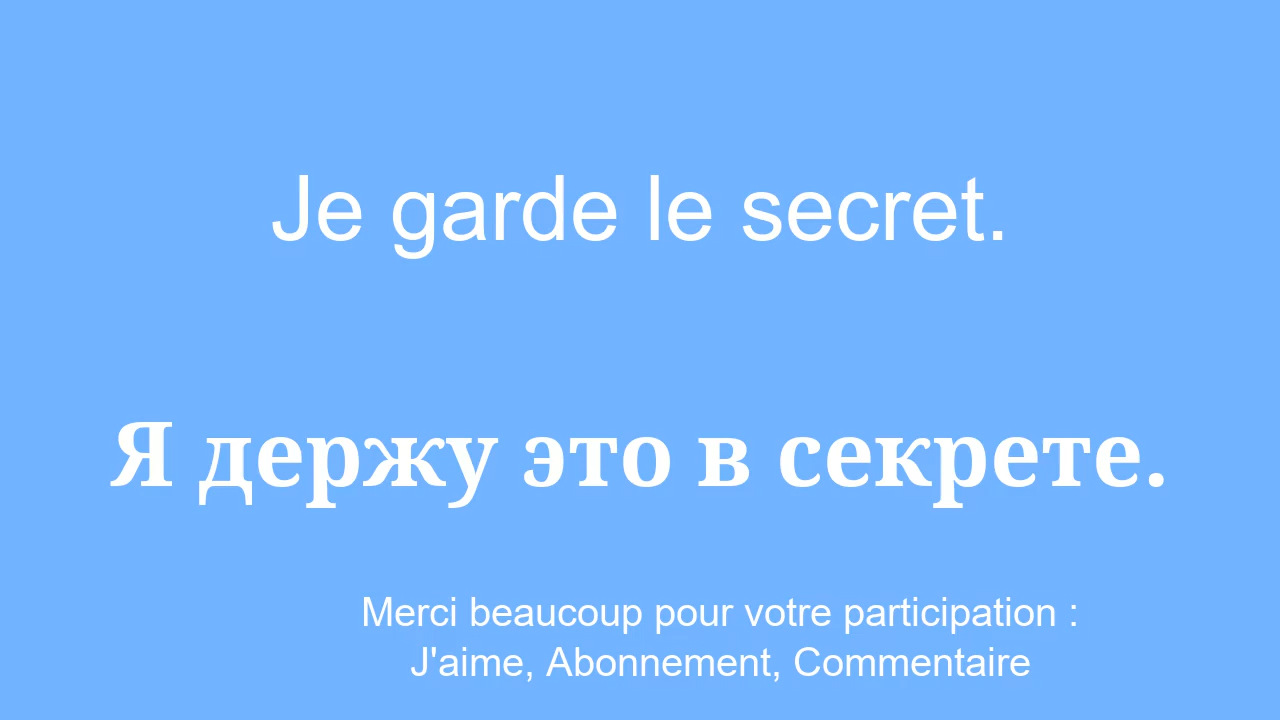 Je garde le secret.
Я держу это в секрете.
Merci beaucoup pour votre participation :
J'aime, Abonnement, Commentaire